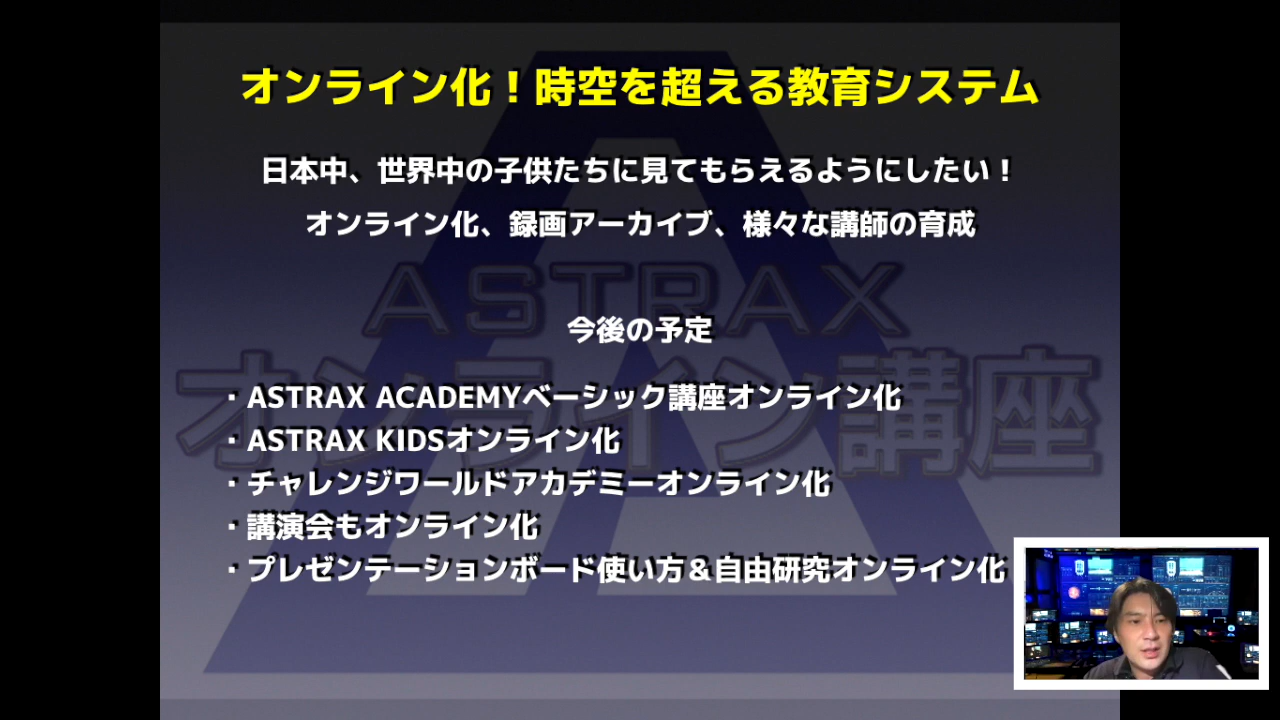 オンライン化！時空を超える教育システム
日本中、世界中の子供たちに見てもらえるようにしたい！
オンライン化、録画アーカイブ、様々な講師の育成
ASTRAX
オンライン講座
今後の予定
・ASTRAX ACADEMYベーシック講座オンライン化
・ASTRAX KIDSオンライン化
・チャレンジワールドアカデミーオンライン化
・講演会もオンライン化
・プレゼンテーションボード使い方＆自由研究オンライン化